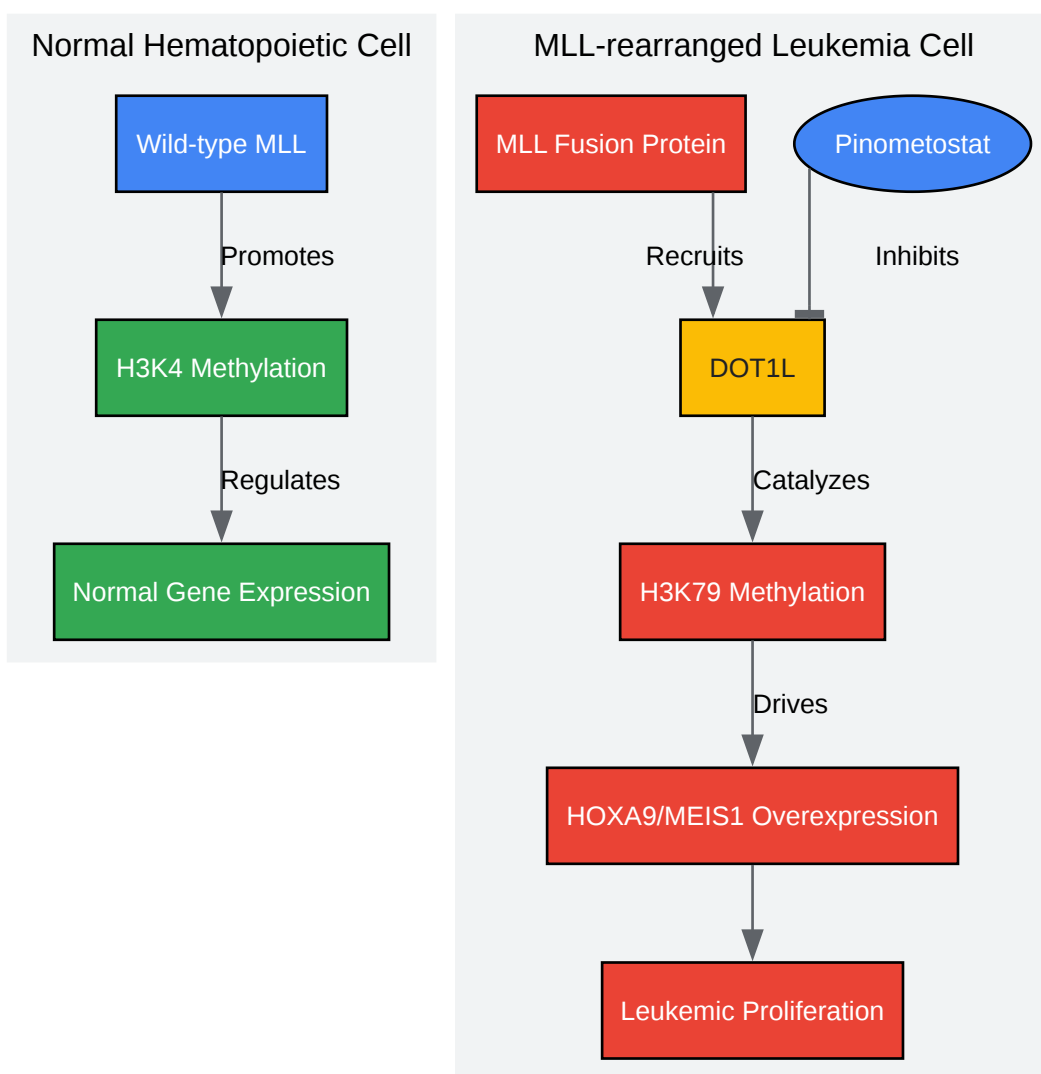 Normal Hematopoietic Cell
Wild-type MLL
Promotes
H3K4 Methylation
Regulates
Normal Gene Expression
MLL-rearranged Leukemia Cell
MLL Fusion Protein
Pinometostat
Recruits
Inhibits
DOT1L
Catalyzes
H3K79 Methylation
Drives
HOXA9/MEIS1 Overexpression
Leukemic Proliferation